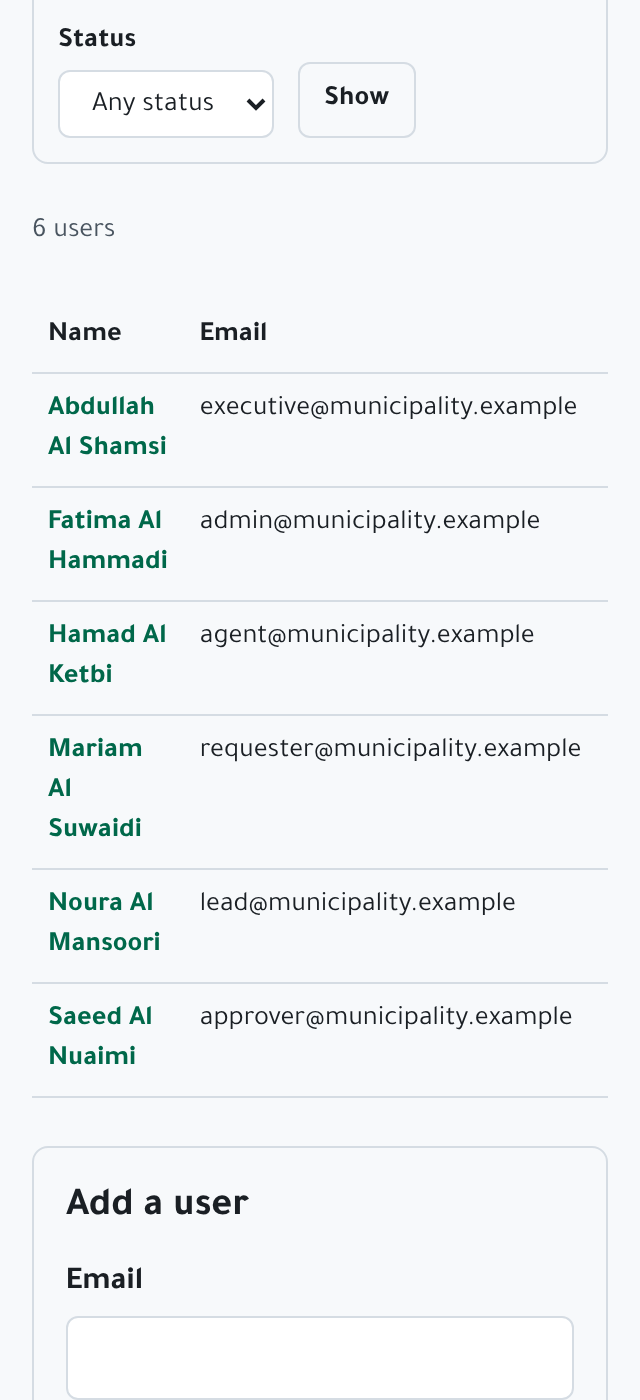 Status
Any status
Show
6 users
Name Email
Abdullah Al Shamsi executive@municipality.example
Fatima Al Hammadi admin@municipality.example
Hamad Al Ketbi agent@municipality.example
Mariam Al Suwaidi requester@municipality.example
Noura Al Mansoori lead@municipality.example
Saeed Al Nuaimi approver@municipality.example
Add a user
Email